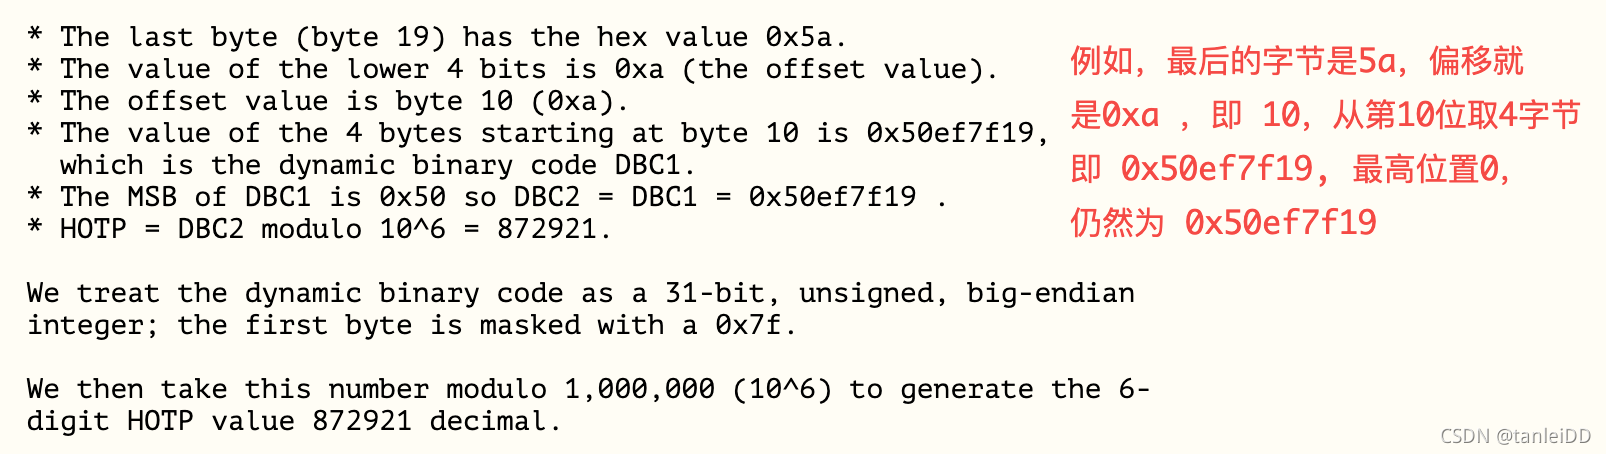 * The last byte (byte 19) has the hex value 0x5a.
* The value of the lower 4 bits is 0xa (the offset value).
* The offset value is byte 10 (0xa).
* The value of the 4 bytes starting at byte 10 is 0x50ef7f19,
which is the dynamic binary code DBC1.
* The MSB of DBC1 is 0x50 so DBC2 = DBC1 = 0x50ef7f19 .
* HOTP = DBC2 modulo 10^6 = 872921.
例如，最后的字节是5a，偏移就
是0xa ，即 10，从第10位取4字节
即 0x50ef7f19，最高位置0，
仍然为 0x50ef7f19
We treat the dynamic binary code as a 31-bit, unsigned, big-endian
integer; the first byte is masked with a 0x7f.
We then take this number modulo 1,000,000 (10^6) to generate the 6-
digit HOTP value 872921 decimal.
CSDN @tanleiDD